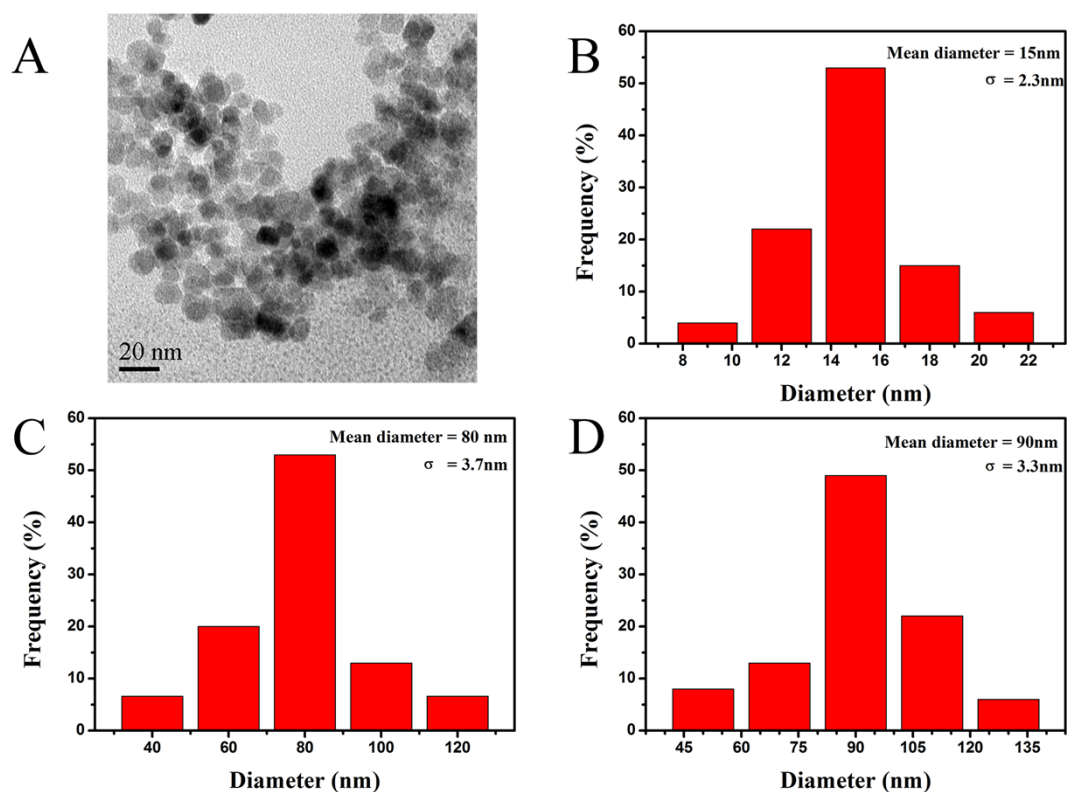 A
20 nm
B
Mean diameter = 15nm
σ = 2.3nm
Frequency (%)
60
50
40
30
20
10
0
8 10 12 14 16 18 20 22
Diameter (nm)
C
Mean diameter = 80 nm
σ = 3.7nm
Frequency (%)
60
50
40
30
20
10
0
40 60 80 100 120
Diameter (nm)
D
Mean diameter = 90nm
σ = 3.3nm
Frequency (%)
60
50
40
30
20
10
0
45 60 75 90 105 120 135
Diameter (nm)